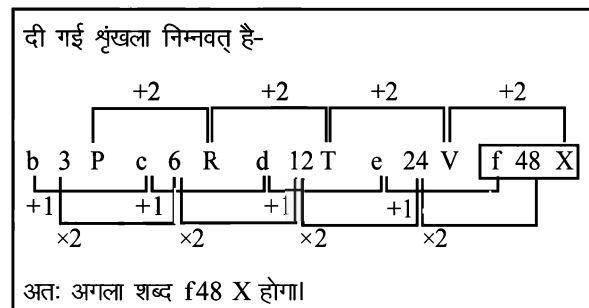 दी गई शृंखला निम्नवत् है-
+2 +2 +2 +2
b 3 P c 6 R d 12 T e 24 V f 48 X
+1 +1 +1 +1
×2 ×2 ×2 ×2
अतः अगला शब्द f48 X होगा।